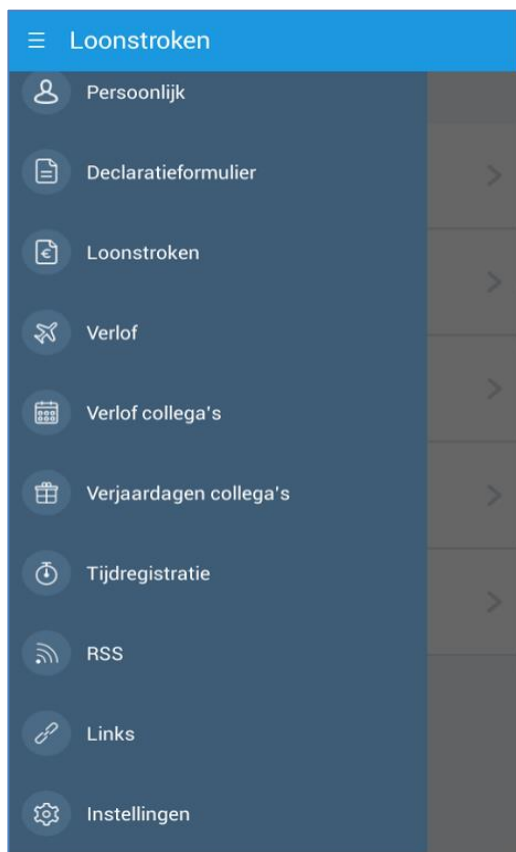 Loonstroken
Persoonlijk
Declaratieformulier
Loonstroken
Verlof
Verlof collega's
Verjaardagen collega's
Tijdregistratie
RSS
Links
Instellingen